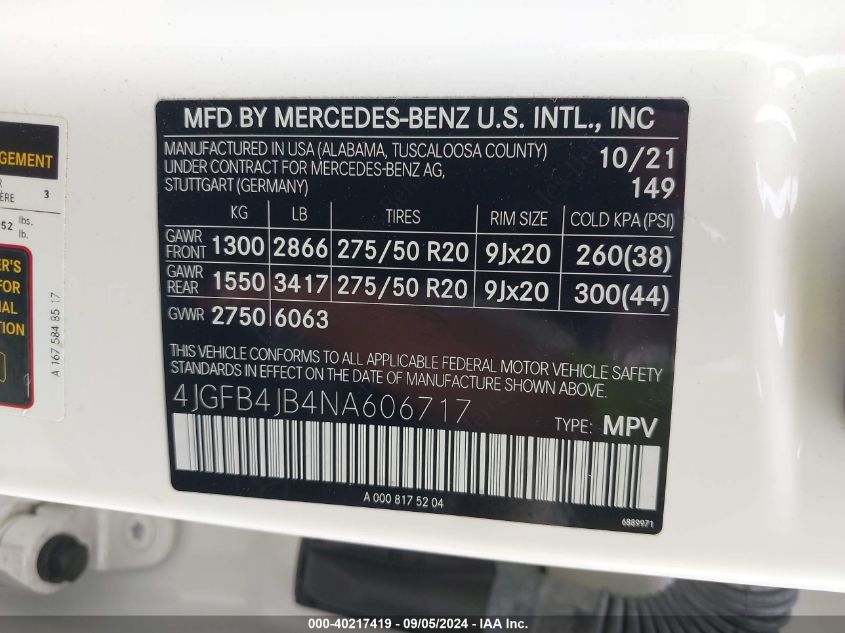 MFD BY MERCEDES-BENZ U.S. INTL., INC
MANUFACTURED IN USA (ALABAMA, TUSCALOOSA COUNTY) 10/21
UNDER CONTRACT FOR MERCEDES-BENZ AG,
STUTTGART (GERMANY) 149
KG LB TIRES RIM SIZE COLD KPA(PSI)
GAWR FRONT 1300 2866 275/50 R20 9Jx20 260(38)
GAWR REAR 1550 3417 275/50 R20 9Jx20 300(44)
GVWR 2750 6063
THIS VEHICLE CONFORMS TO ALL APPLICABLE FEDERAL MOTOR VEHICLE SAFETY
STANDARDS IN EFFECT ON THE DATE OF MANUFACTURE SHOWN ABOVE.
4JGFB4JB4NA606717
TYPE: MPV
A 000 817 52 04
6889971
3
lbs.
lb.
A 167 584 85 17
000-40217419 - 09/05/2024 - IAA Inc.